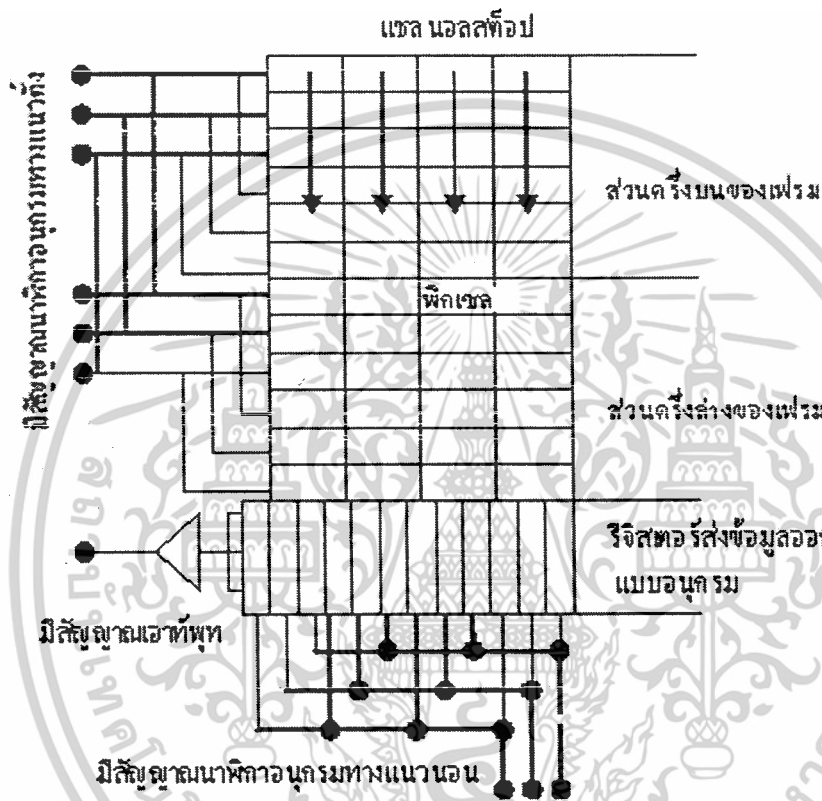 แชลนอลสต็อป
มีสัญญาณนาฬิกาอนุกรมทางแนวตั้ง
ส่วนครึ่งบนของเฟรม
พิกเซล
ส่วนครึ่งล่างของเฟรม
รีจิสเตอร์ส่งข้อมูลออก
แบบอนุกรม
มีสัญญาณเอาท์พุท
มีสัญญาณนาฬิกาอนุกรมทางแนวนอน